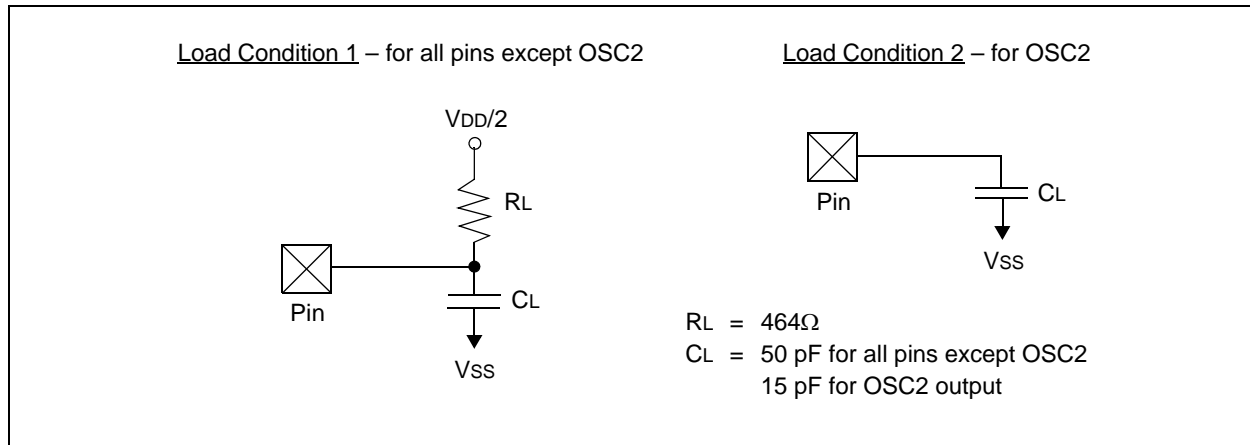 Load Condition 1 – for all pins except OSC2
VDD/2
RL
Pin
CL
VSS
Load Condition 2 – for OSC2
Pin
CL
VSS
RL = 464Ω
CL = 50 pF for all pins except OSC2
15 pF for OSC2 output